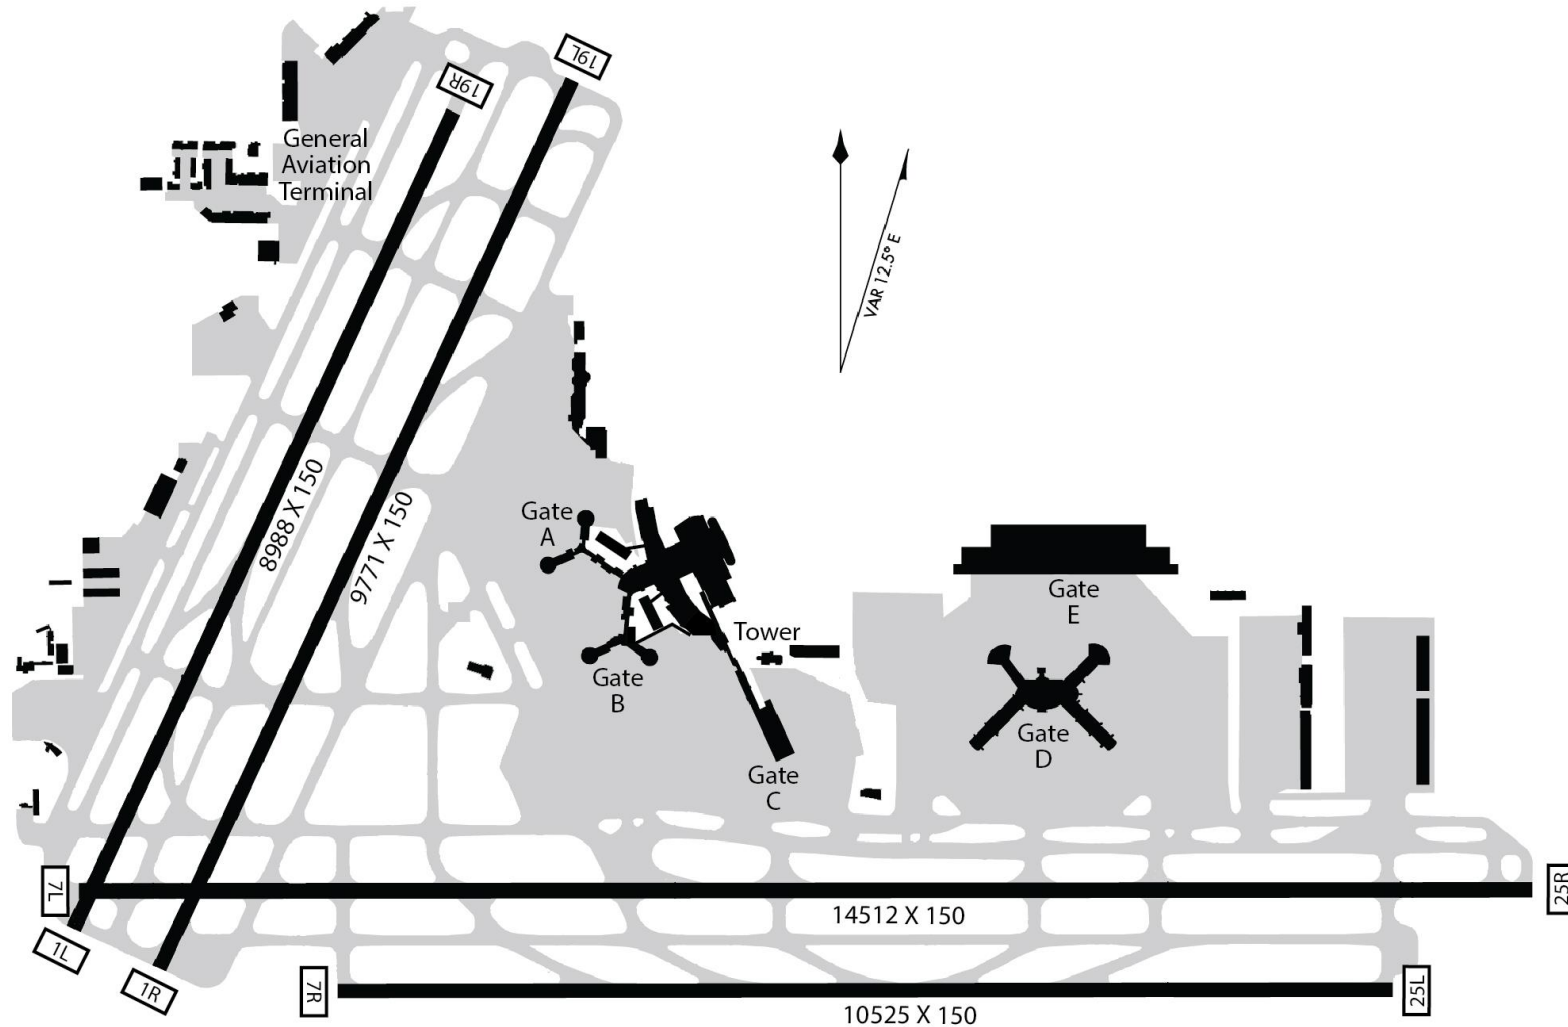 19L
19R
General
Aviation
Terminal
VAR 12.5° E
8988 X 150
9771 X 150
Gate
A
Gate
B
Tower
Gate
C
Gate
E
Gate
D
7L
25R
14512 X 150
1L
1R
7R
25L
10525 X 150